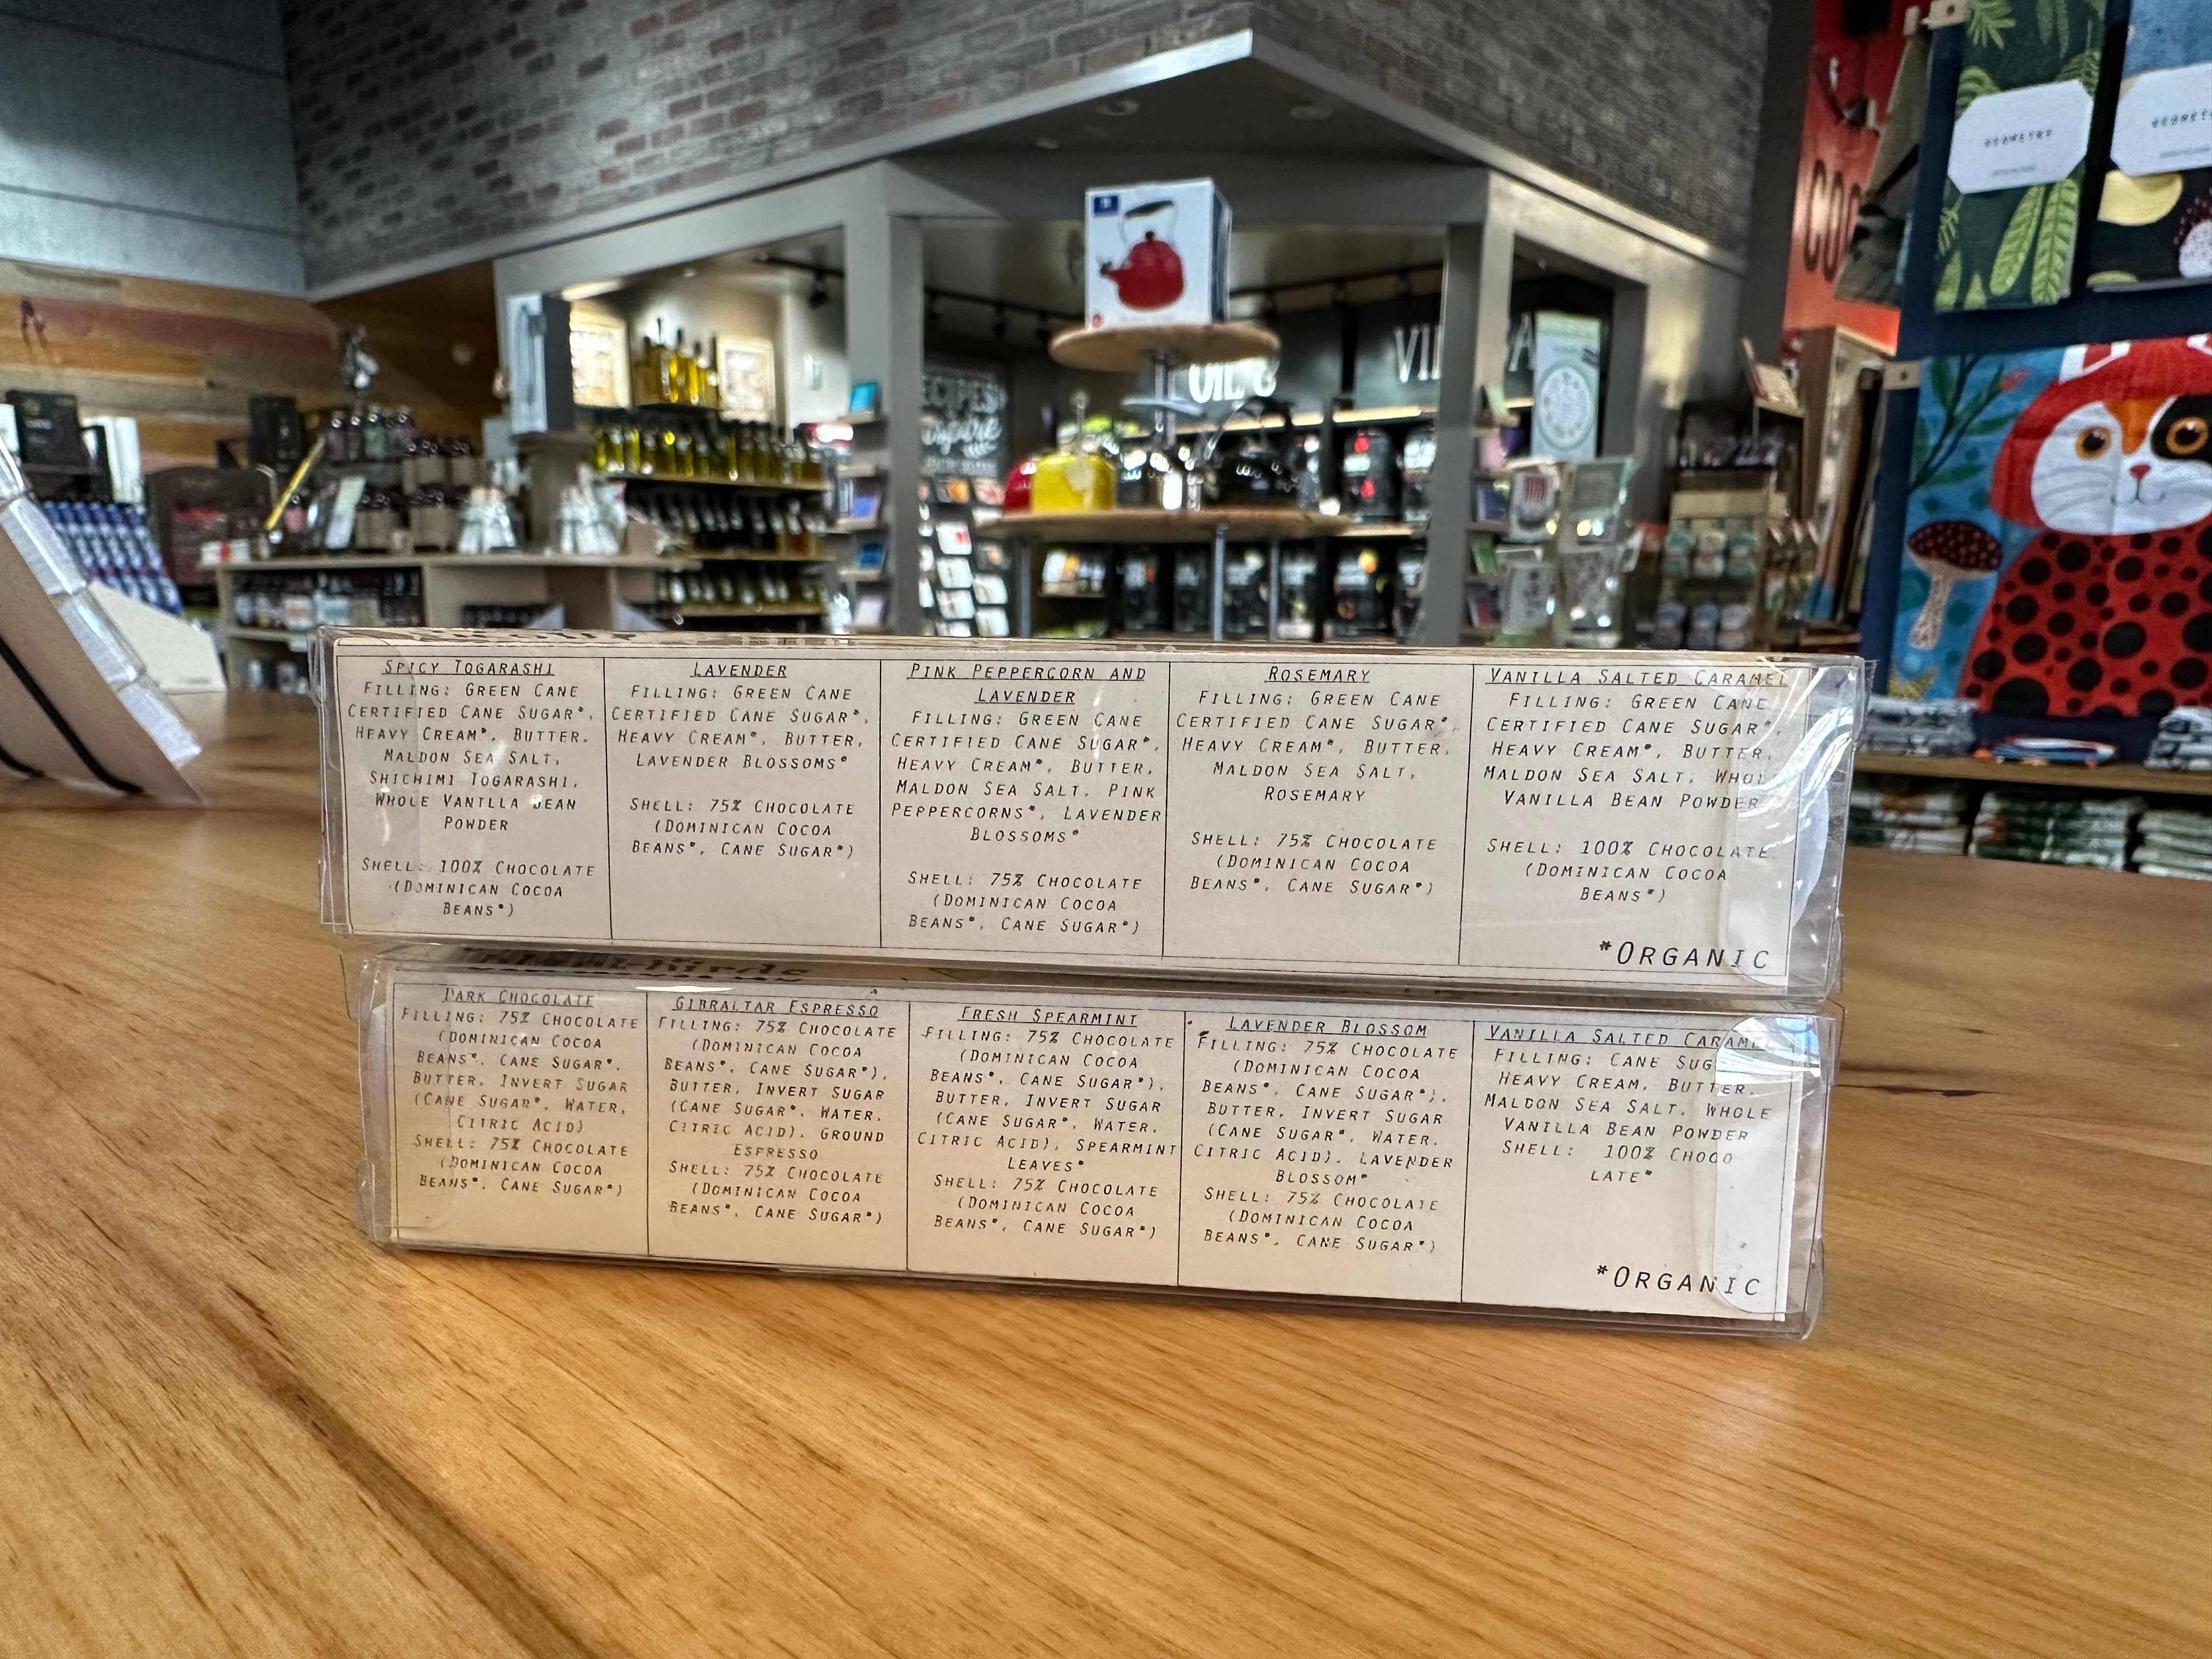 OIL &
RECIPES
SPICY TOGARASHI
FILLING: GREEN CANE
CERTIFIED CANE SUGAR*,
HEAVY CREAM*, BUTTER,
MALDON SEA SALT,
SHICHIMI TOGARASHI,
WHOLE VANILLA BEAN
POWDER
SHELL: 100% CHOCOLATE
(DOMINICAN COCOA
BEANS*)
LAVENDER
FILLING: GREEN CANE
CERTIFIED CANE SUGAR*,
HEAVY CREAM*, BUTTER,
LAVENDER BLOSSOMS*
SHELL: 75% CHOCOLATE
(DOMINICAN COCOA
BEANS*, CANE SUGAR*)
PINK PEPPERCORN AND
LAVENDER
FILLING: GREEN CANE
CERTIFIED CANE SUGAR*,
HEAVY CREAM*, BUTTER,
MALDON SEA SALT, PINK
PEPPERCORNS*, LAVENDER
BLOSSOMS*
SHELL: 75% CHOCOLATE
(DOMINICAN COCOA
BEANS*, CANE SUGAR*)
ROSEMARY
FILLING: GREEN CANE
CERTIFIED CANE SUGAR*,
HEAVY CREAM*, BUTTER,
MALDON SEA SALT,
ROSEMARY
SHELL: 75% CHOCOLATE
(DOMINICAN COCOA
BEANS*, CANE SUGAR*)
VANILLA SALTED CARAMEL
FILLING: GREEN CANE
CERTIFIED CANE SUGAR*,
HEAVY CREAM*, BUTTER,
MALDON SEA SALT, WHOLE
VANILLA BEAN POWDER
SHELL: 100% CHOCOLATE
(DOMINICAN COCOA
BEANS*)
*ORGANIC
DARK CHOCOLATE
FILLING: 75% CHOCOLATE
(DOMINICAN COCOA
BEANS*, CANE SUGAR*,
BUTTER, INVERT SUGAR
(CANE SUGAR*, WATER,
CITRIC ACID)
SHELL: 75% CHOCOLATE
(DOMINICAN COCOA
BEANS*, CANE SUGAR*)
GIBRALTAR ESPRESSO
FILLING: 75% CHOCOLATE
(DOMINICAN COCOA
BEANS*, CANE SUGAR*),
BUTTER, INVERT SUGAR
(CANE SUGAR*, WATER,
CITRIC ACID), GROUND
ESPRESSO
SHELL: 75% CHOCOLATE
(DOMINICAN COCOA
BEANS*, CANE SUGAR*)
FRESH SPEARMINT
FILLING: 75% CHOCOLATE
(DOMINICAN COCOA
BEANS*, CANE SUGAR*),
BUTTER, INVERT SUGAR
(CANE SUGAR*, WATER,
CITRIC ACID), SPEARMINT
LEAVES*
SHELL: 75% CHOCOLATE
(DOMINICAN COCOA
BEANS*, CANE SUGAR*)
LAVENDER BLOSSOM
FILLING: 75% CHOCOLATE
(DOMINICAN COCOA
BEANS*, CANE SUGAR*),
BUTTER, INVERT SUGAR
(CANE SUGAR*, WATER,
CITRIC ACID), LAVENDER
BLOSSOM*
SHELL: 75% CHOCOLATE
(DOMINICAN COCOA
BEANS*, CANE SUGAR*)
VANILLA SALTED CARAMEL
FILLING: CANE SUG
HEAVY CREAM, BUTTER,
MALDON SEA SALT, WHOLE
VANILLA BEAN POWDER
SHELL: 100% CHOCO
LATE*
*ORGANIC